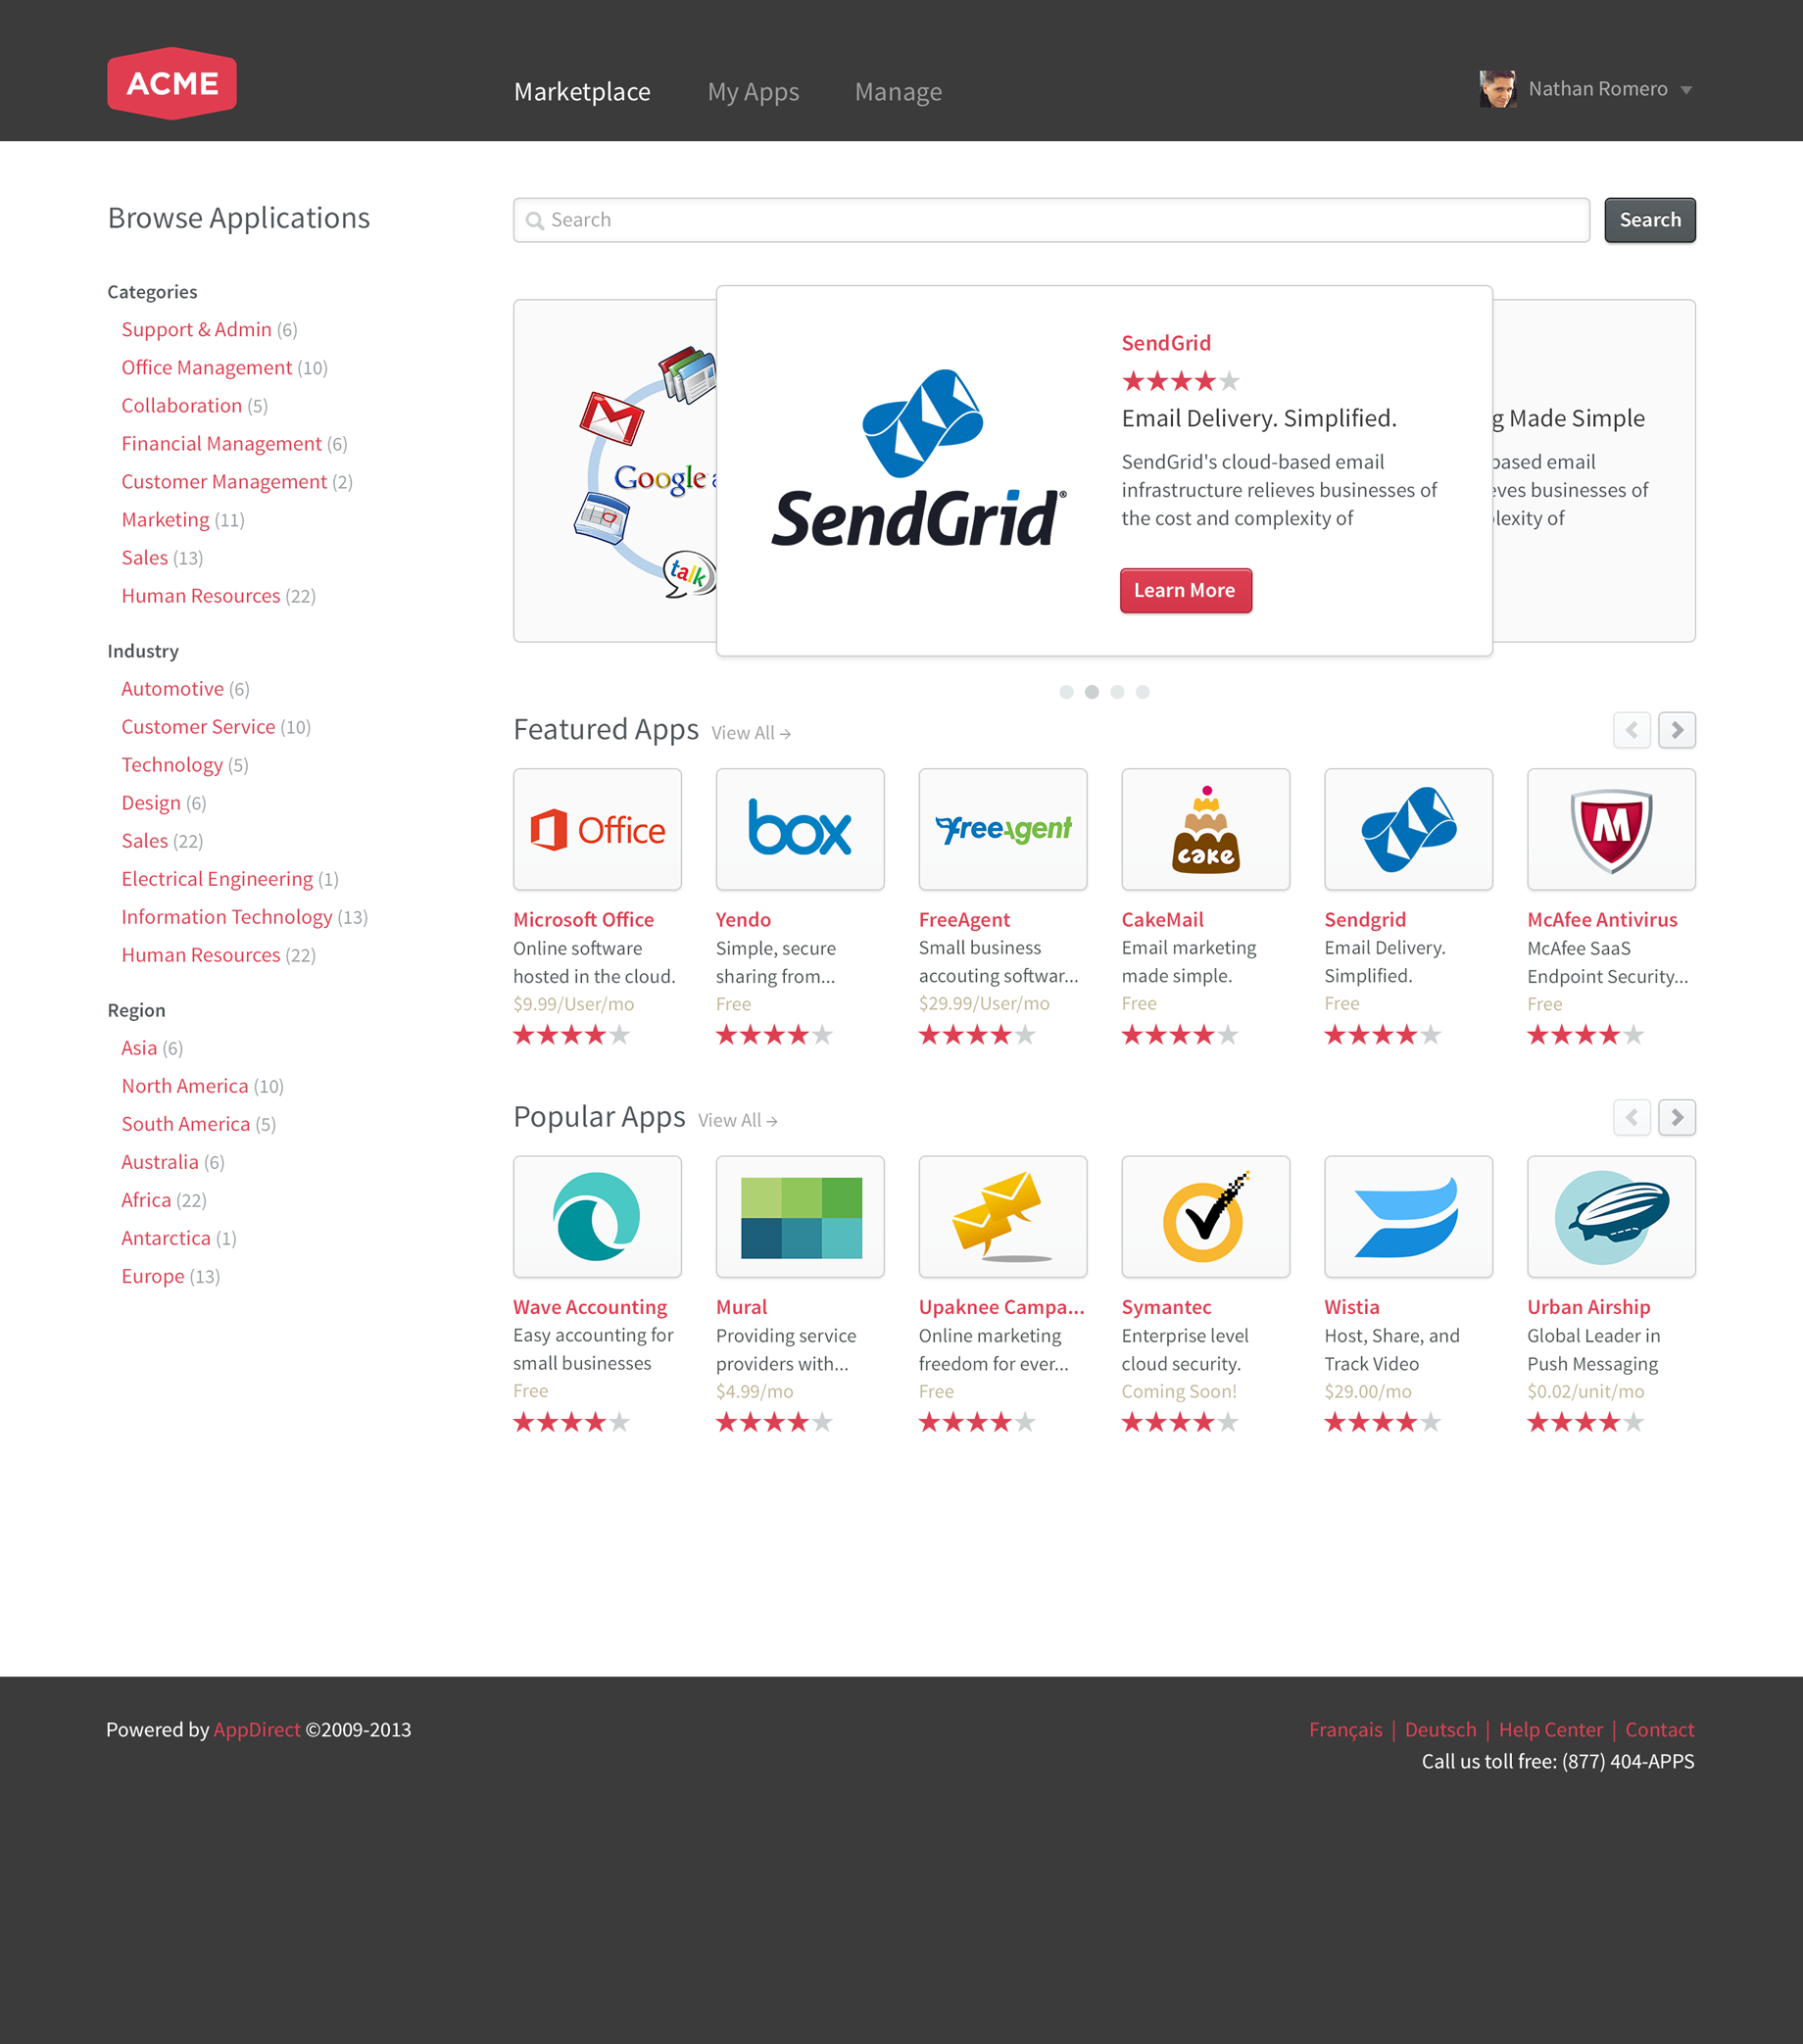 ACME
Marketplace
My Apps
Manage
Nathan Romero
Browse Applications
Search
Search
Categories
Support & Admin (6)
Office Management (10)
Collaboration (5)
Financial Management (6)
Customer Management (2)
Marketing (11)
Sales (13)
Human Resources (22)
Industry
Automotive (6)
Customer Service (10)
Technology (5)
Design (6)
Sales (22)
Electrical Engineering (1)
Information Technology (13)
Human Resources (22)
Region
Asia (6)
North America (10)
South America (5)
Australia (6)
Africa (22)
Antarctica (1)
Europe (13)
Google a
talk
SendGrid®
SendGrid
Email Delivery. Simplified.
SendGrid's cloud-based email
infrastructure relieves businesses of
the cost and complexity of
Learn More
g Made Simple
based email
eves businesses of
lexity of
Featured Apps View All →
Office
Microsoft Office
Online software
hosted in the cloud.
$9.99/User/mo
box
Yendo
Simple, secure
sharing from...
Free
freeAgent
FreeAgent
Small business
accouting softwar...
$29.99/User/mo
cake
CakeMail
Email marketing
made simple.
Free
Sendgrid
Email Delivery.
Simplified.
Free
M
McAfee Antivirus
McAfee SaaS
Endpoint Security...
Free
Popular Apps View All →
Wave Accounting
Easy accounting for
small businesses
Free
Mural
Providing service
providers with...
$4.99/mo
Upaknee Campa...
Online marketing
freedom for ever...
Free
Symantec
Enterprise level
cloud security.
Coming Soon!
Wistia
Host, Share, and
Track Video
$29.00/mo
Urban Airship
Global Leader in
Push Messaging
$0.02/unit/mo
Powered by AppDirect ©2009-2013
Français | Deutsch | Help Center | Contact
Call us toll free: (877) 404-APPS